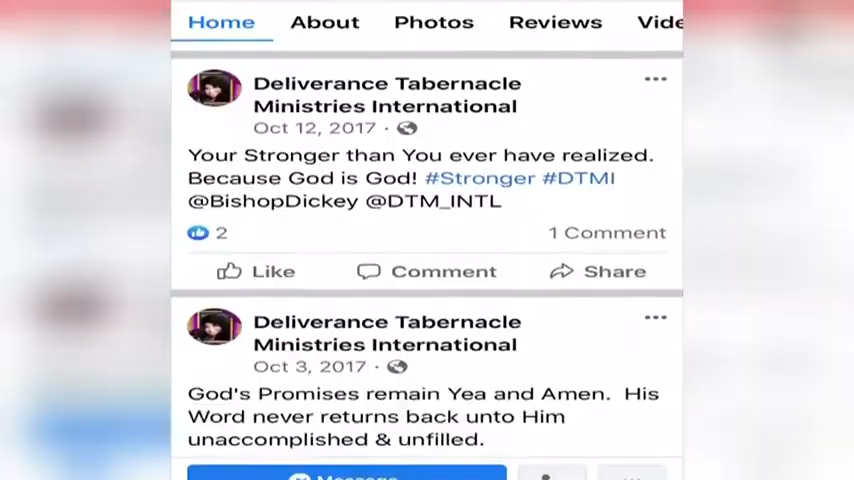 Home About Photos Reviews Vide
Deliverance Tabernacle
Ministries International
Oct 12, 2017 ·
Your Stronger than You ever have realized.
Because God is God! #Stronger #DTMI
@BishopDickey @DTM_INTL
2 1 Comment
Like Comment Share
Deliverance Tabernacle
Ministries International
Oct 3, 2017 ·
God's Promises remain Yea and Amen. His
Word never returns back unto Him
unaccomplished & unfilled.
Message